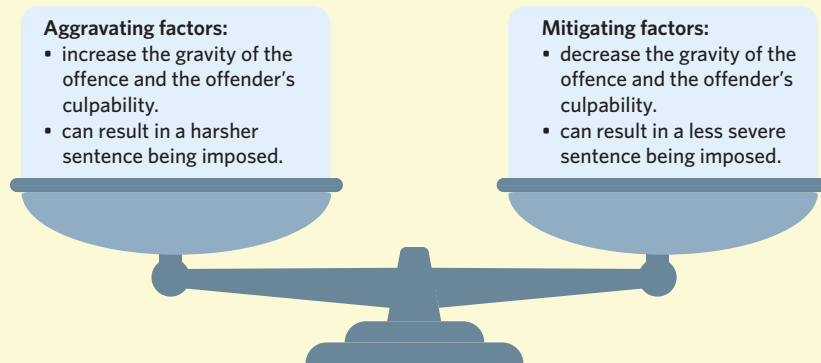 Aggravating factors:
• increase the gravity of the
offence and the offender's
culpability.
• can result in a harsher
sentence being imposed.
Mitigating factors:
• decrease the gravity of the
offence and the offender's
culpability.
• can result in a less severe
sentence being imposed.